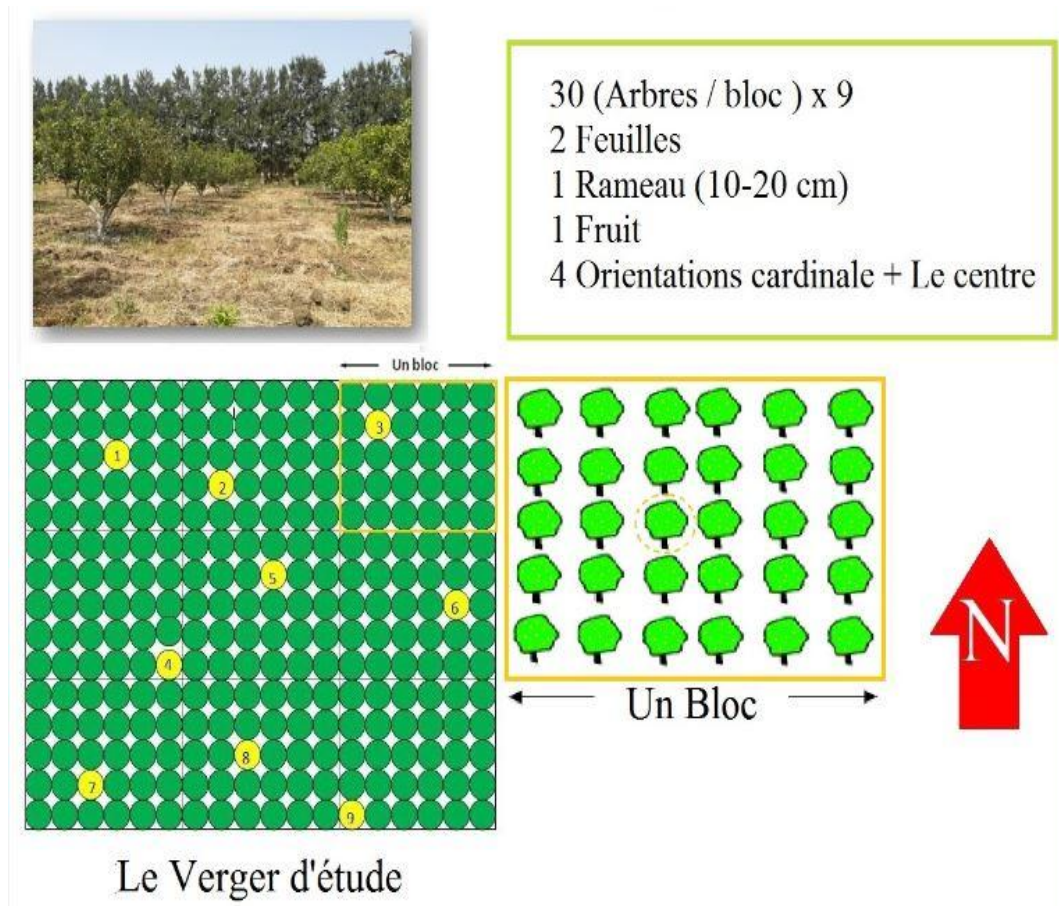 30 (Arbres / bloc ) x 9
2 Feuilles
1 Rameau (10-20 cm)
1 Fruit
4 Orientations cardinale + Le centre
Un bloc
3
1
2
5
6
4
8
7
9
Un Bloc
N
Le Verger d'étude